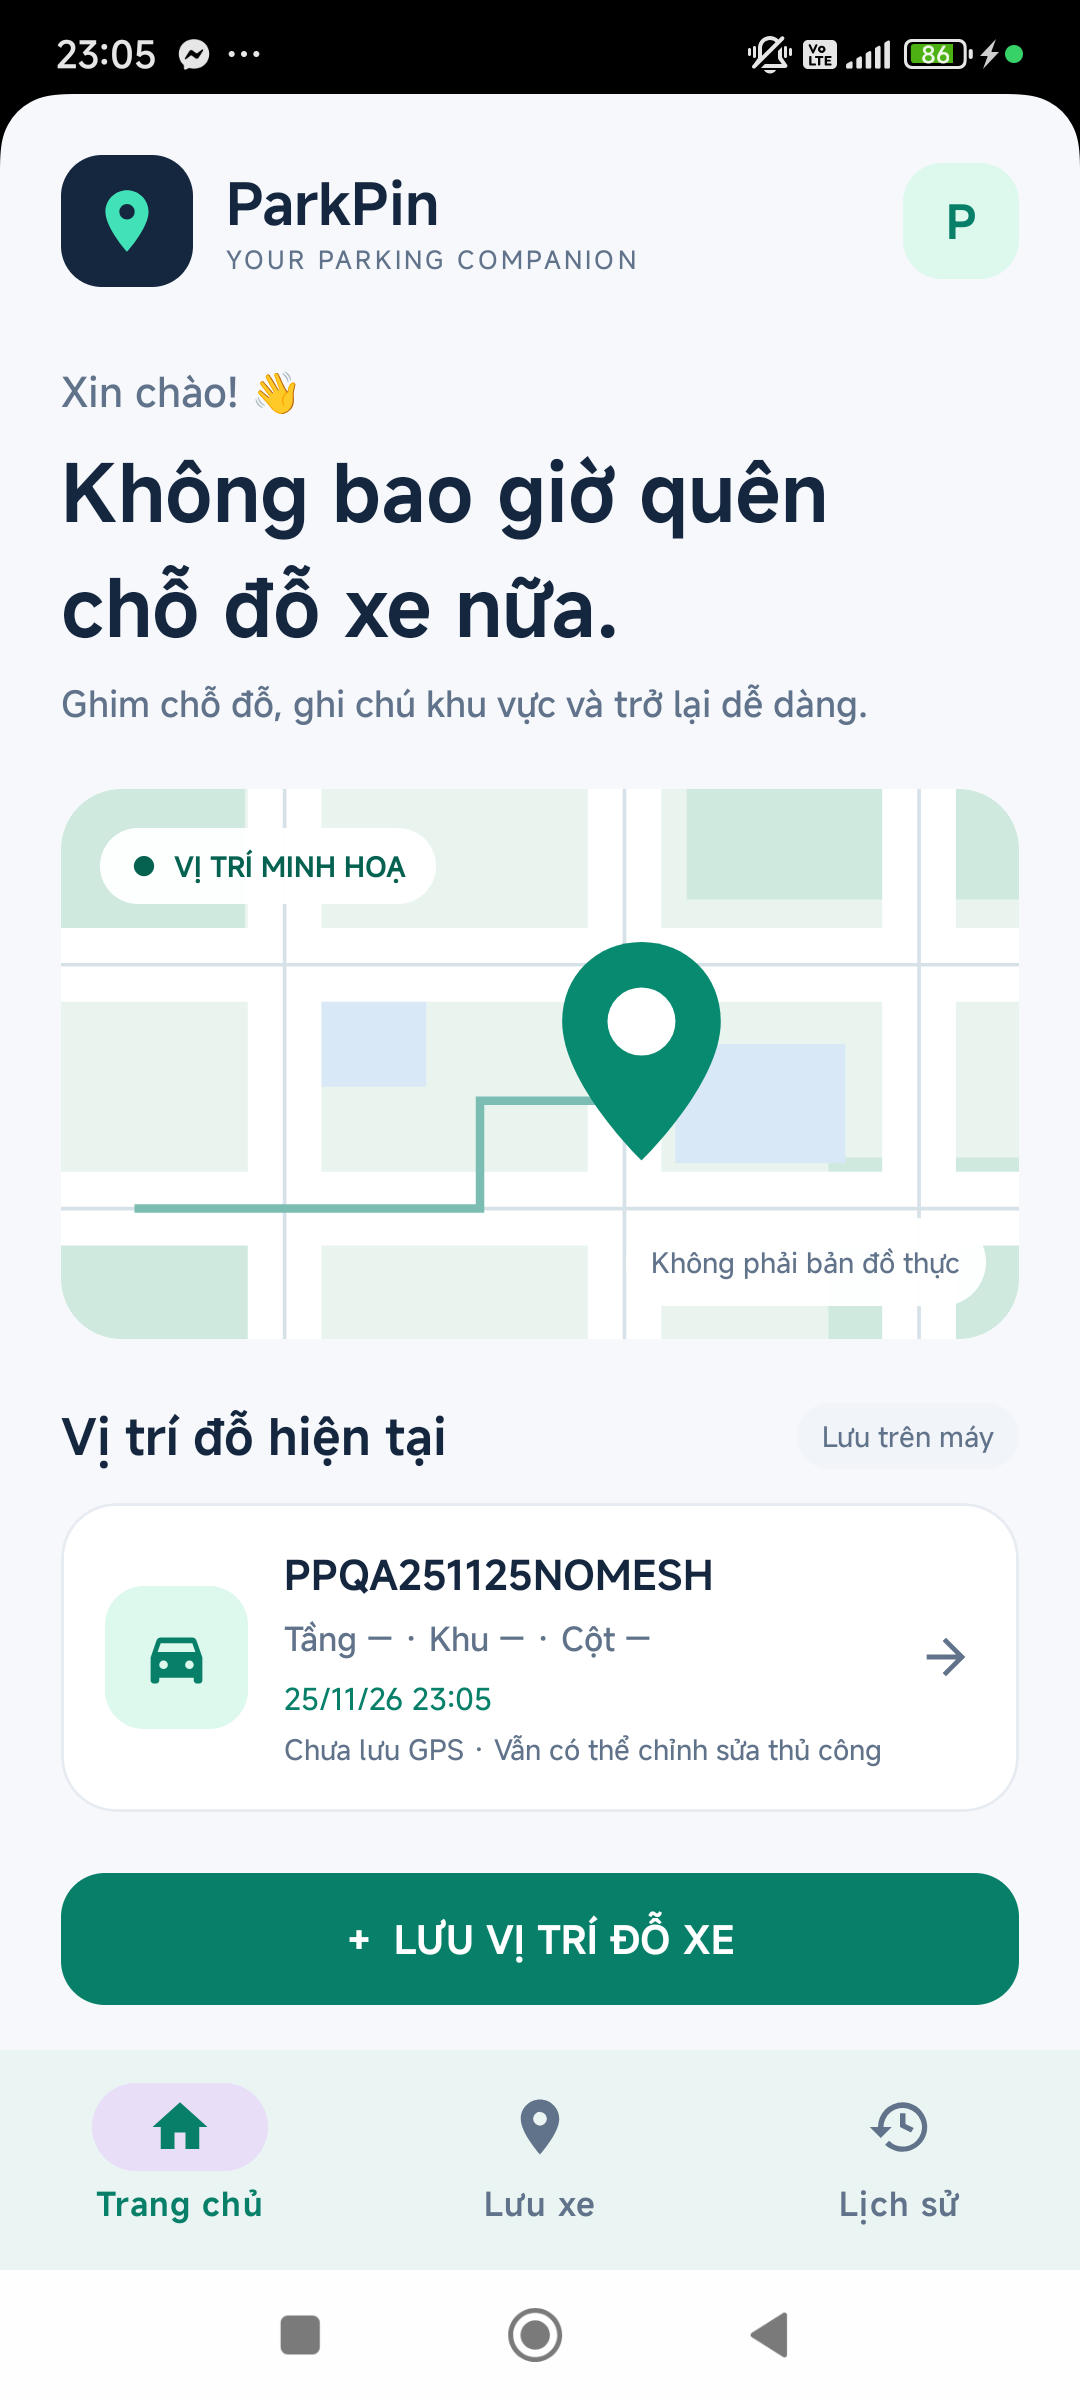 23:05
Vo LTE
86
ParkPin
YOUR PARKING COMPANION
P
Xin chào! 👋
Không bao giờ quên
chỗ đỗ xe nữa.
Ghim chỗ đỗ, ghi chú khu vực và trở lại dễ dàng.
VỊ TRÍ MINH HOẠ
Không phải bản đồ thực
Vị trí đỗ hiện tại
Lưu trên máy
PPQA251125NOMESH
Tầng — · Khu — · Cột —
25/11/26 23:05
Chưa lưu GPS · Vẫn có thể chỉnh sửa thủ công
+ LƯU VỊ TRÍ ĐỖ XE
Trang chủ
Lưu xe
Lịch sử